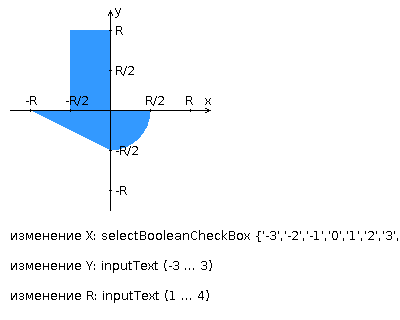 y
R
R/2
-R -R/2 R/2 R x
-R/2
-R
изменение X: selectBooleanCheckBox {'-3','-2','-1','0','1','2','3',
изменение Y: inputText (-3 ... 3)
изменение R: inputText (1 ... 4)